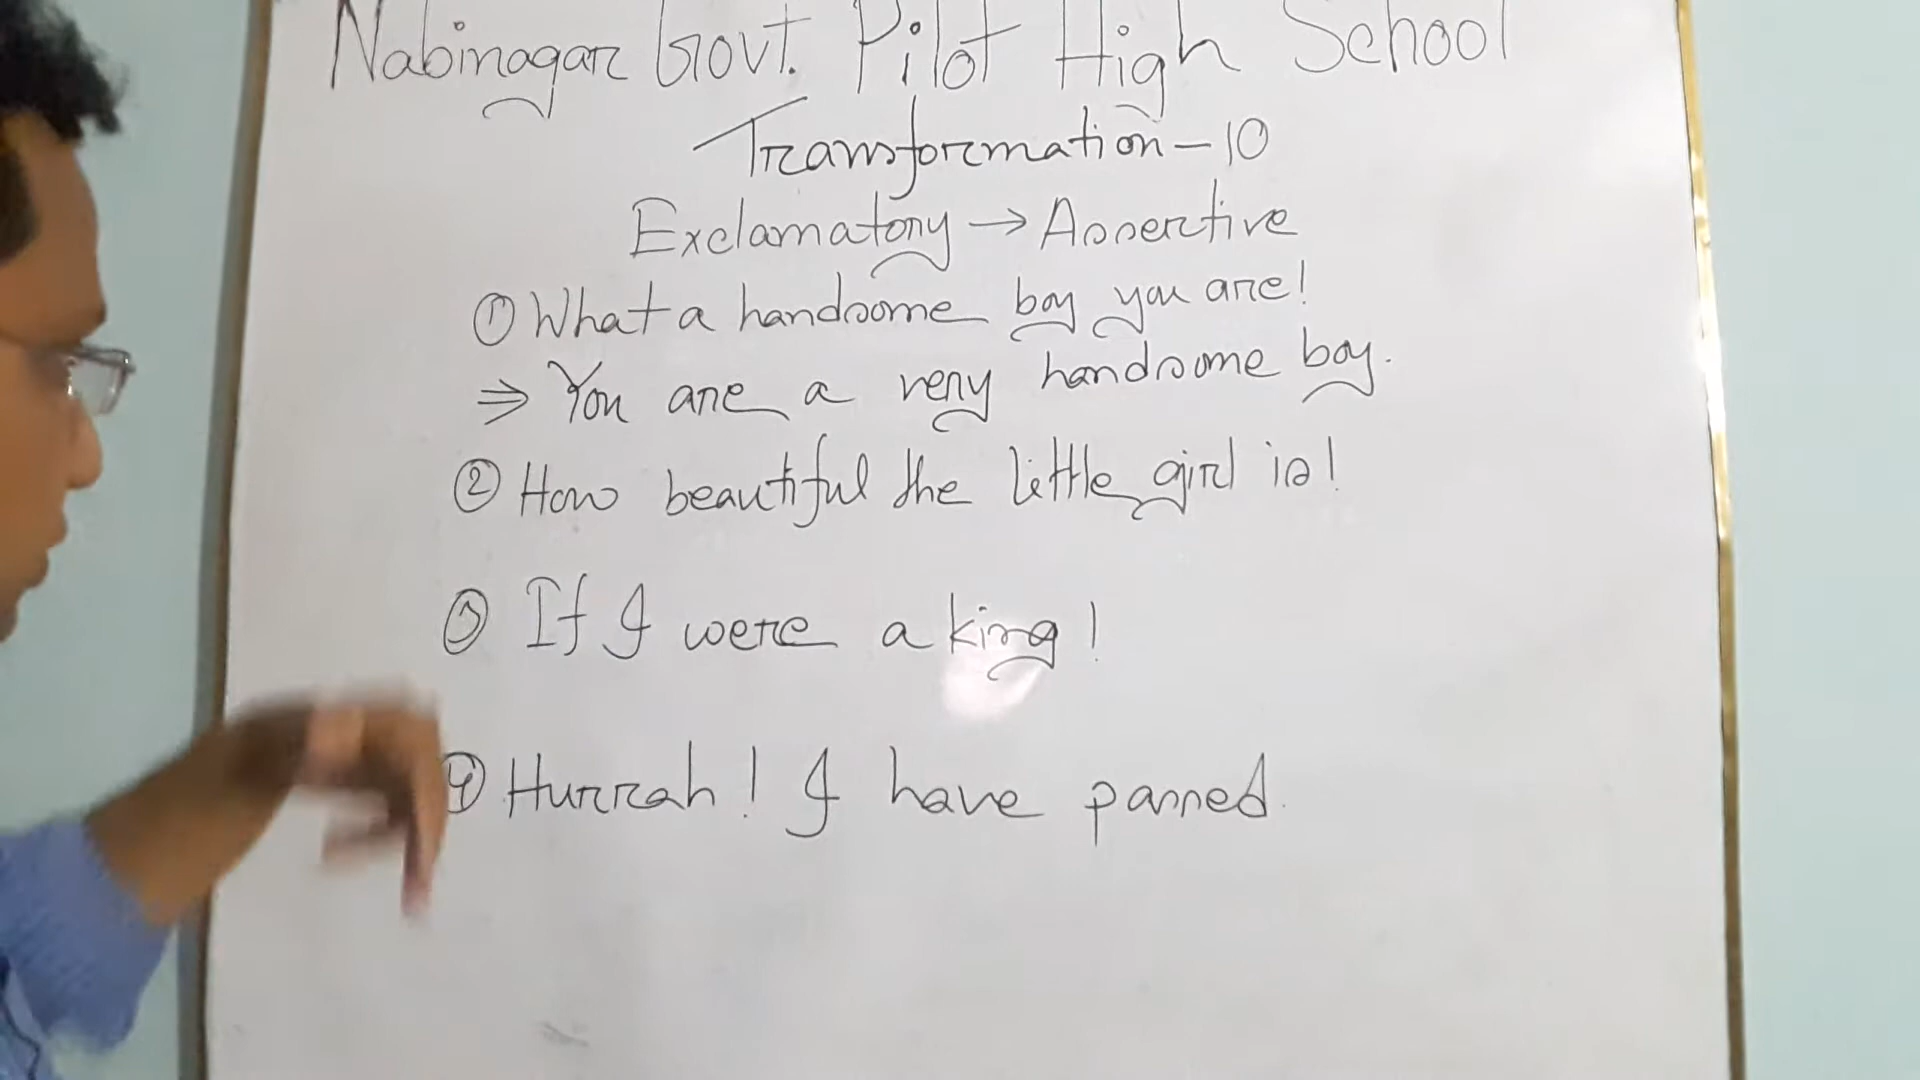 Nabinagar Govt. Pilot High School
Transformation-10
Exclamatory → Assertive
① What a handsome boy you are!
⇒ You are a very handsome boy.
② How beautiful the little girl is!
③ If I were a king!
④ Hurrah! I have passed.